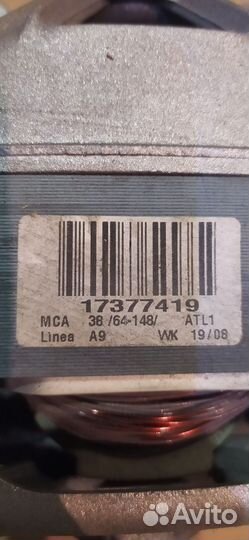 17377419
MCA 38 /64-148/ ATL1
Linea A9 WK 19/08
Avito